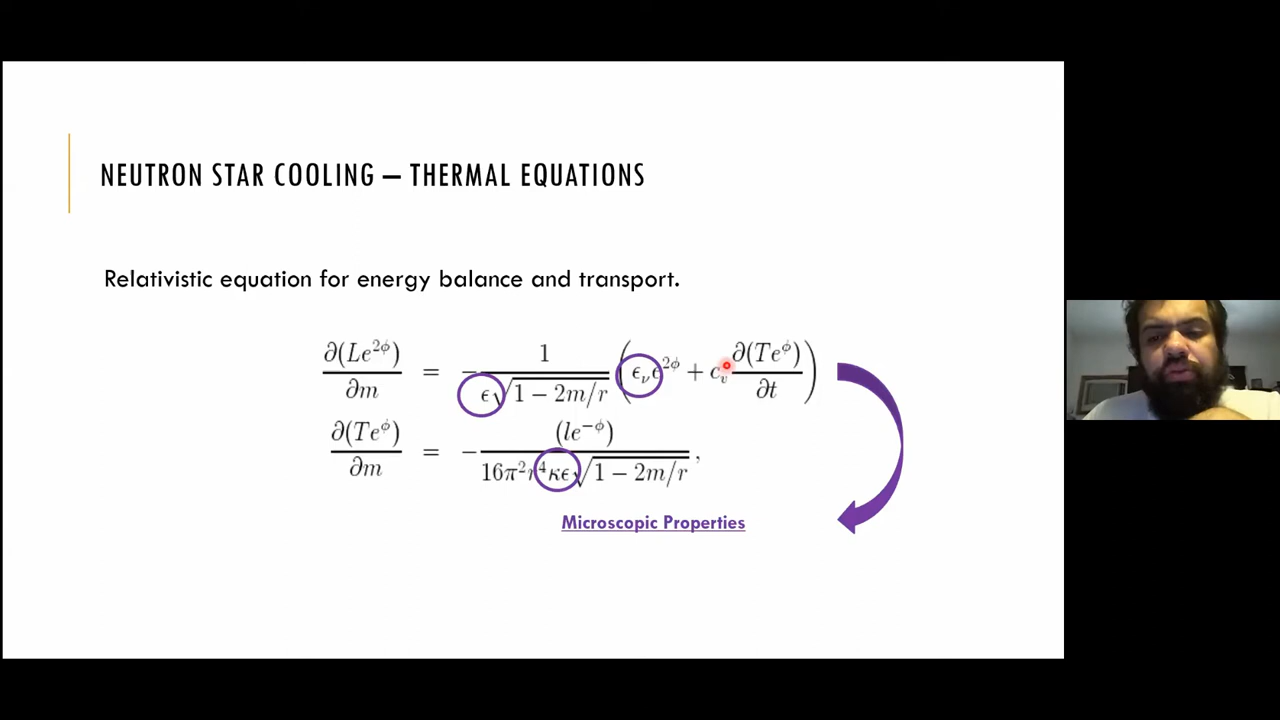 NEUTRON STAR COOLING – THERMAL EQUATIONS
Relativistic equation for energy balance and transport.
∂(Le^{2ϕ})/∂m = −1/(ϵ√(1 − 2m/r)) (ϵ_ν e^{2ϕ} + c_v ∂(Te^ϕ)/∂t)
∂(Te^ϕ)/∂m = −(le^{−ϕ})/(16π²r⁴κϵ√(1 − 2m/r)),
Microscopic Properties